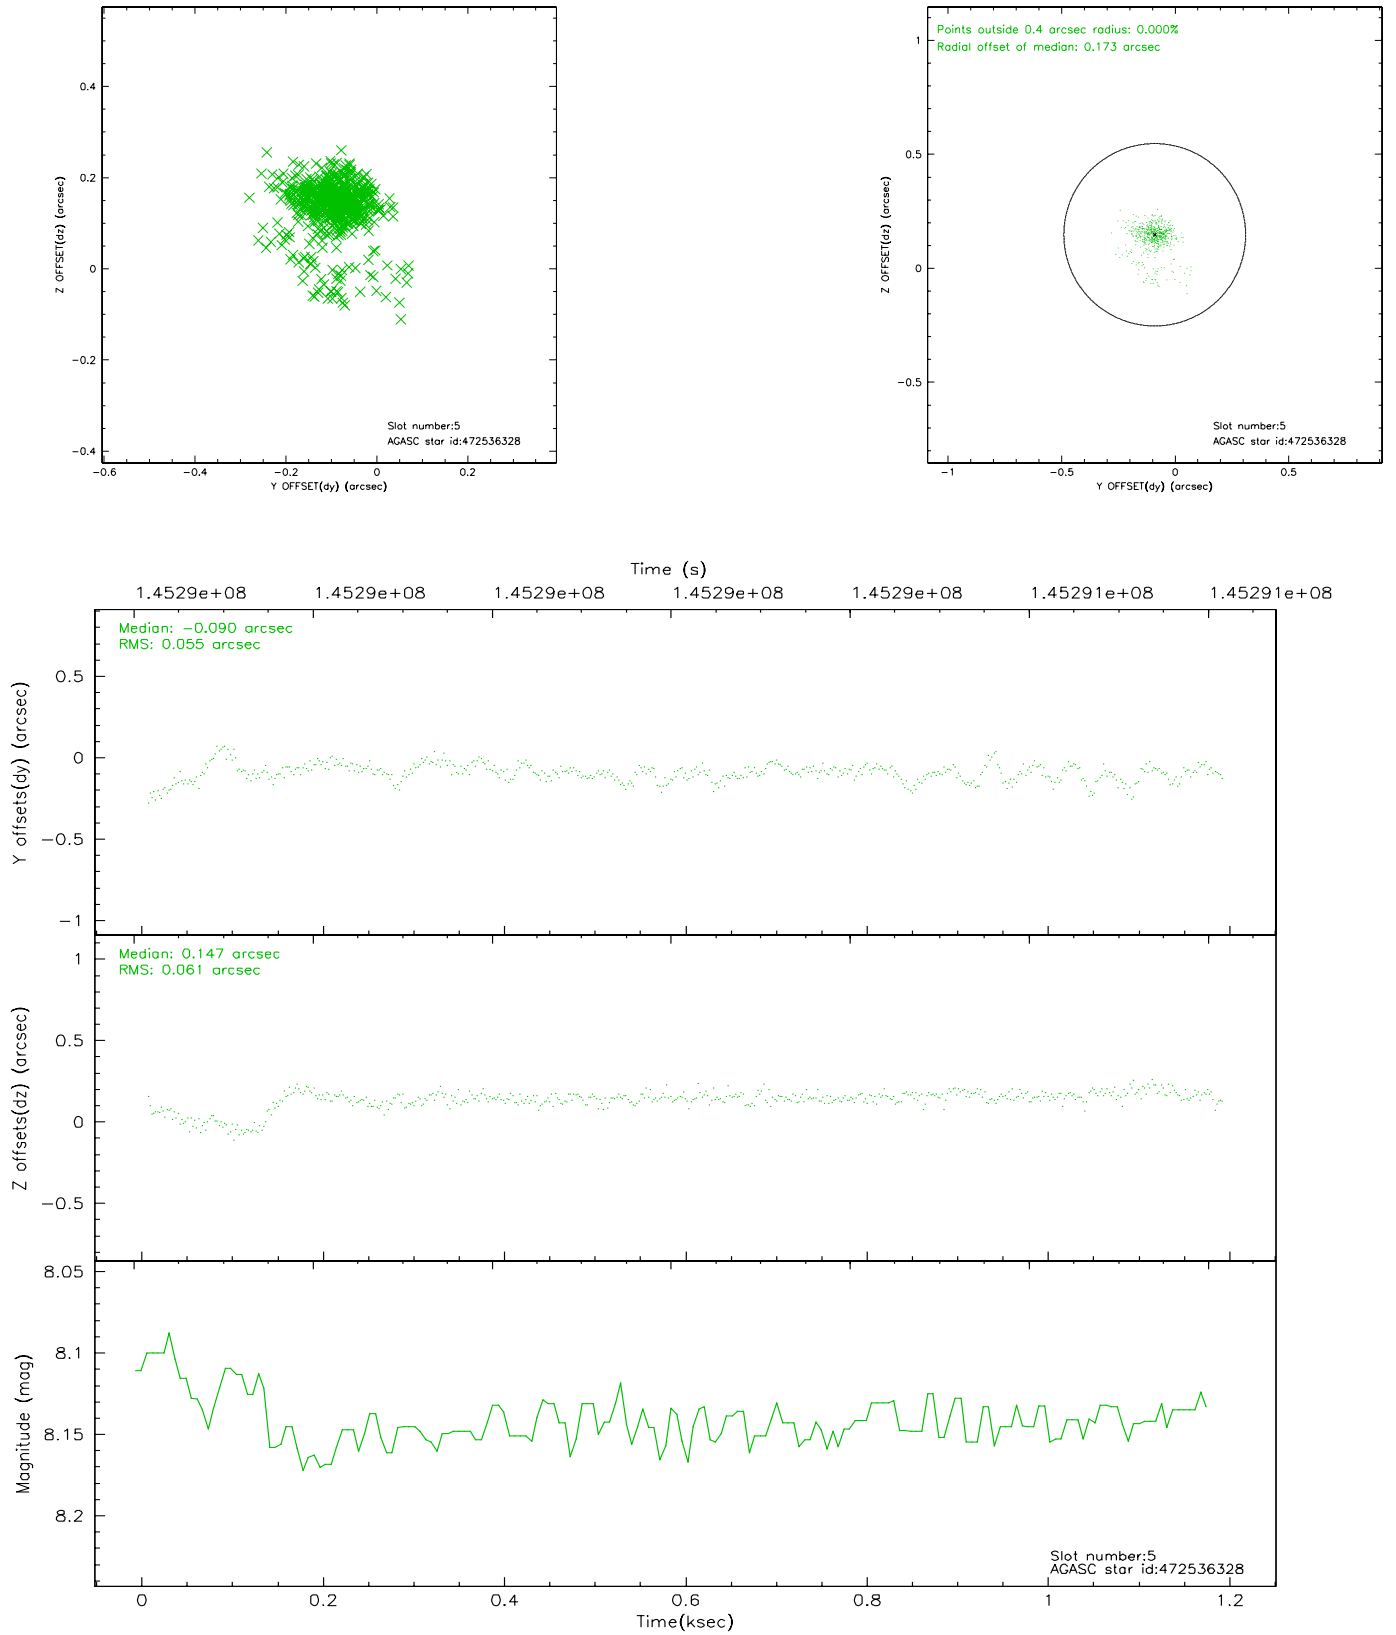 0.4
0.2
0
−0.2
−0.4
Z OFFSET(dz) (arcsec)
Slot number:5
AGASC star id:472536328
−0.6 −0.4 −0.2 0 0.2
Y OFFSET(dy) (arcsec)
Points outside 0.4 arcsec radius: 0.000%
Radial offset of median: 0.173 arcsec
1
0.5
0
−0.5
Z OFFSET(dz) (arcsec)
Slot number:5
AGASC star id:472536328
−1 −0.5 0 0.5
Y OFFSET(dy) (arcsec)
Time (s)
1.4529e+08 1.4529e+08 1.4529e+08 1.4529e+08 1.4529e+08 1.45291e+08 1.45291e+08
Median: −0.090 arcsec
RMS: 0.055 arcsec
0.5
0
−0.5
−1
Y offsets(dy) (arcsec)
Median: 0.147 arcsec
RMS: 0.061 arcsec
1
0.5
0
−0.5
Z offsets(dz) (arcsec)
8.05
8.1
8.15
8.2
Magnitude (mag)
Slot number:5
AGASC star id:472536328
0 0.2 0.4 0.6 0.8 1 1.2
Time(ksec)